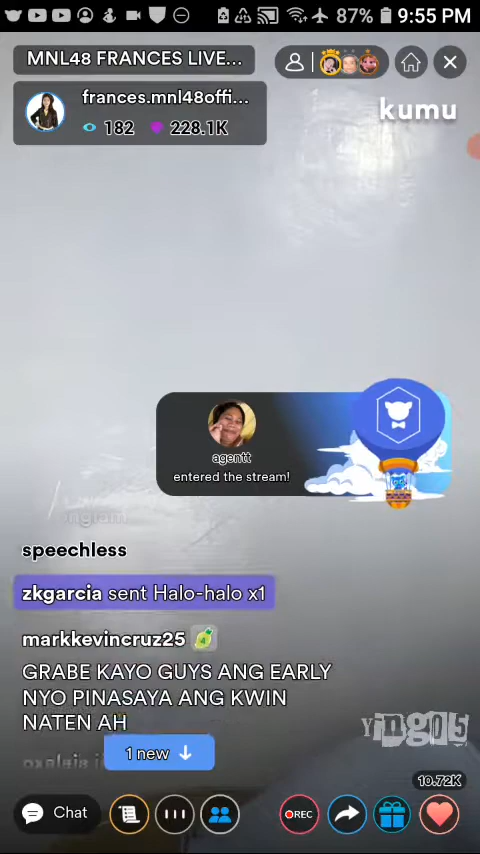 87% 9:55 PM
MNL48 FRANCES LIVE...
frances.mnl48offi...
182 228.1K
kumu
agentt
entered the stream!
speechless
zkgarcia sent Halo-halo x1
markkevincruz25
GRABE KAYO GUYS ANG EARLY
NYO PINASAYA ANG KWIN
NATEN AH
Ying05
1 new
10.72K
Chat
REC